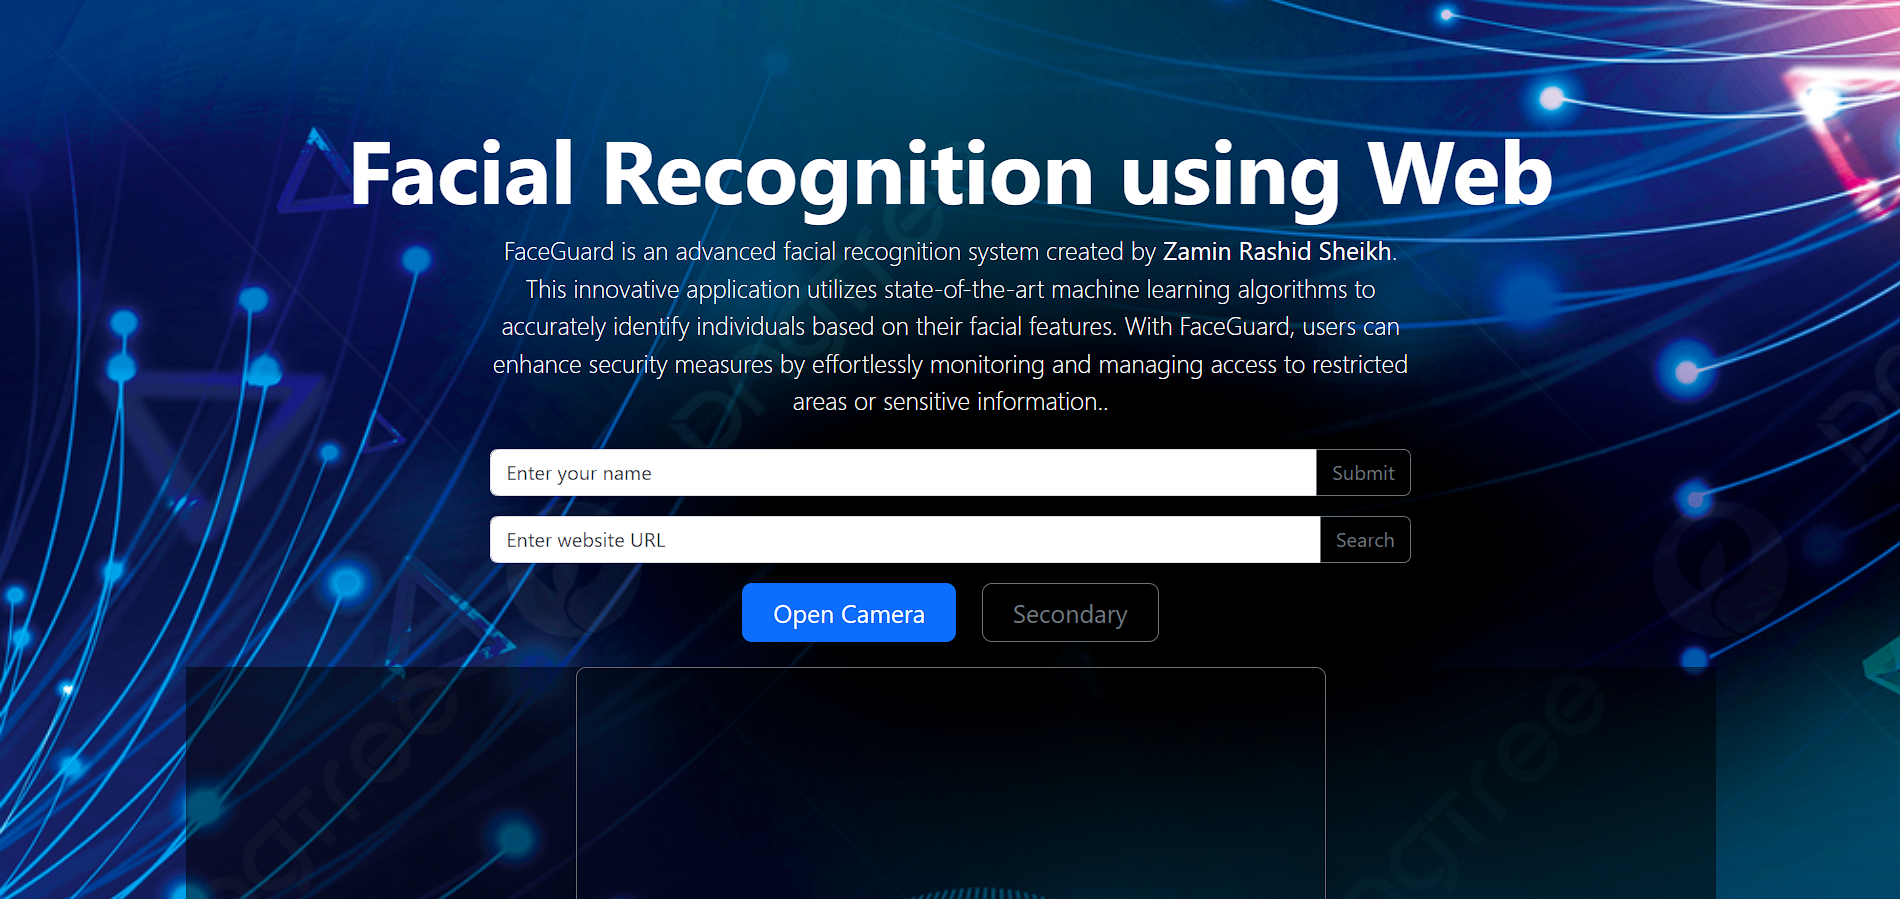 Facial Recognition using Web
FaceGuard is an advanced facial recognition system created by Zamin Rashid Sheikh.
This innovative application utilizes state-of-the-art machine learning algorithms to
accurately identify individuals based on their facial features. With FaceGuard, users can
enhance security measures by effortlessly monitoring and managing access to restricted
areas or sensitive information..
Enter your name
Submit
Enter website URL
Search
Open Camera
Secondary
pngtree
pngtree
pngtree